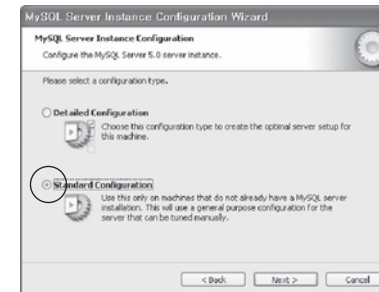 MySQL Server Instance Configuration Wizard
MySQL Server Instance Configuration
Configure the MySQL Server 5.0 server instance.
Please select a configuration type.
Detailed Configuration
Choose this configuration type to create the optimal server setup for
this machine.
Standard Configuration
Use this only on machines that do not already have a MySQL server
installation. This will use a general purpose configuration for the
server that can be tuned manually.
< Back
Next >
Cancel